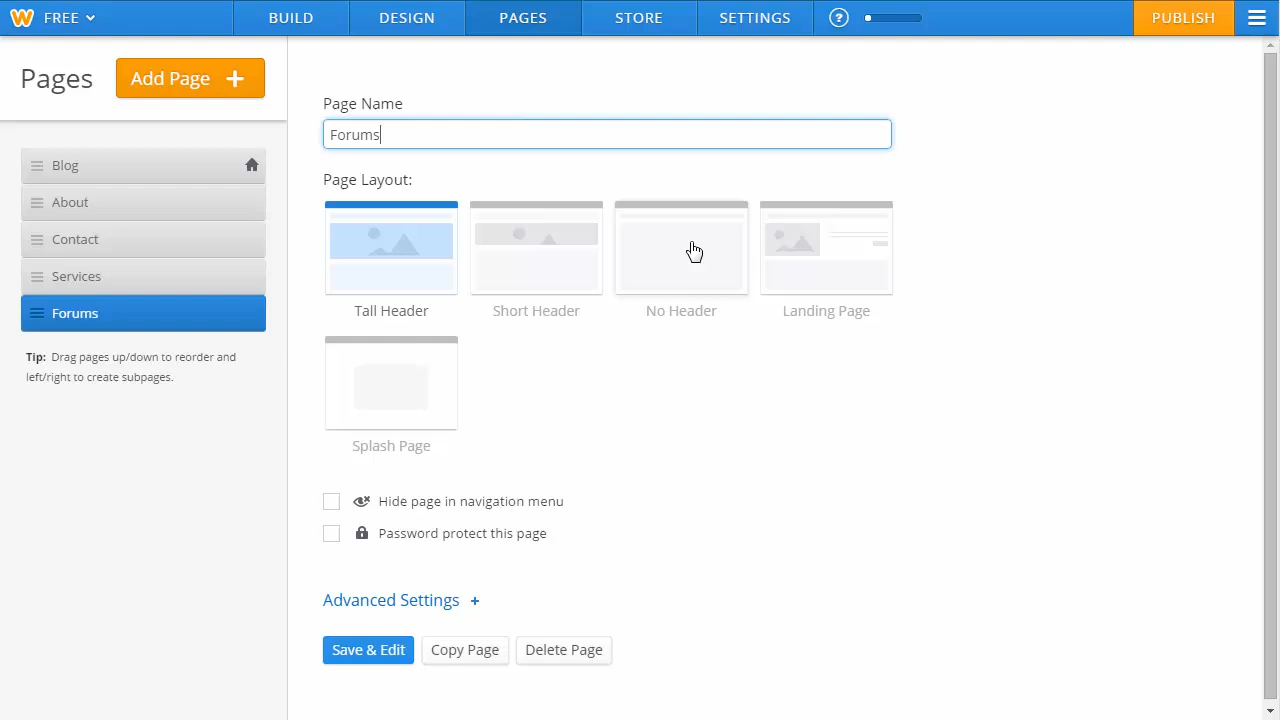 FREE BUILD DESIGN PAGES STORE SETTINGS ? PUBLISH
Pages
Add Page +
Blog
About
Contact
Services
Forums
Tip: Drag pages up/down to reorder and
left/right to create subpages.
Page Name
Forums
Page Layout:
Tall Header Short Header No Header Landing Page
Splash Page
Hide page in navigation menu
Password protect this page
Advanced Settings +
Save & Edit Copy Page Delete Page